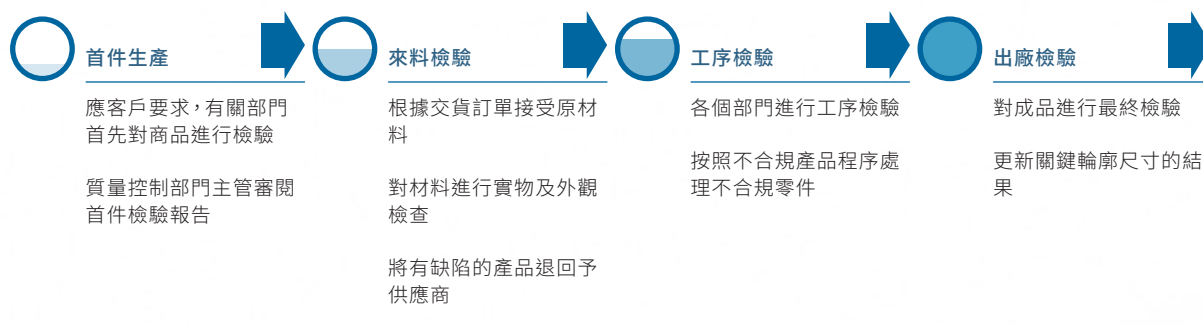 首件生產
應客戶要求，有關部門
首先對商品進行檢驗
質量控制部門主管審閱
首件檢驗報告
來料檢驗
根據交貨訂單接受原材
料
對材料進行實物及外觀
檢查
將有缺陷的產品退回予
供應商
工序檢驗
各個部門進行工序檢驗
按照不合規產品程序處
理不合規零件
出廠檢驗
對成品進行最終檢驗
更新關鍵輪廓尺寸的結
果